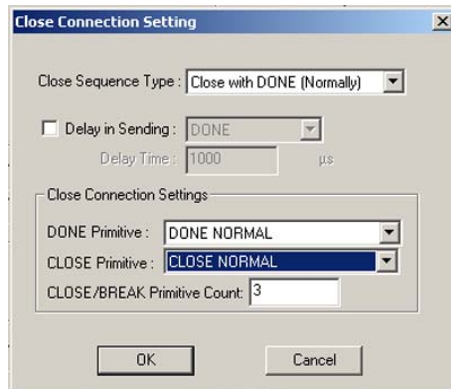 Close Connection Setting
Close Sequence Type : Close with DONE (Normally)
Delay in Sending : DONE
Delay Time : 1000 µs
Close Connection Settings
DONE Primitive : DONE NORMAL
CLOSE Primitive : CLOSE NORMAL
CLOSE/BREAK Primitive Count: 3
OK Cancel